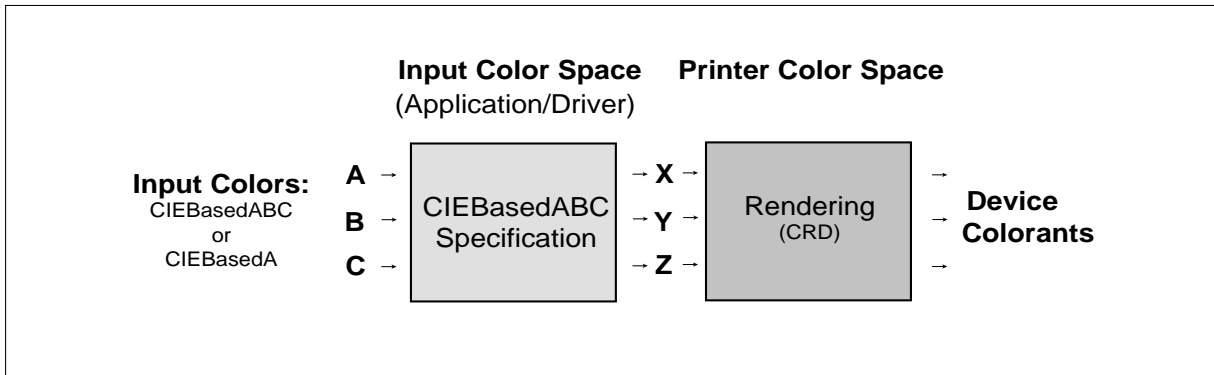 Input Color Space
(Application/Driver)
Printer Color Space
Input Colors:
CIEBasedABC
or
CIEBasedA
A → 
B → 
C → 
CIEBasedABC
Specification
→ X →
→ Y →
→ Z →
Rendering
(CRD)
→
→
→
Device
Colorants